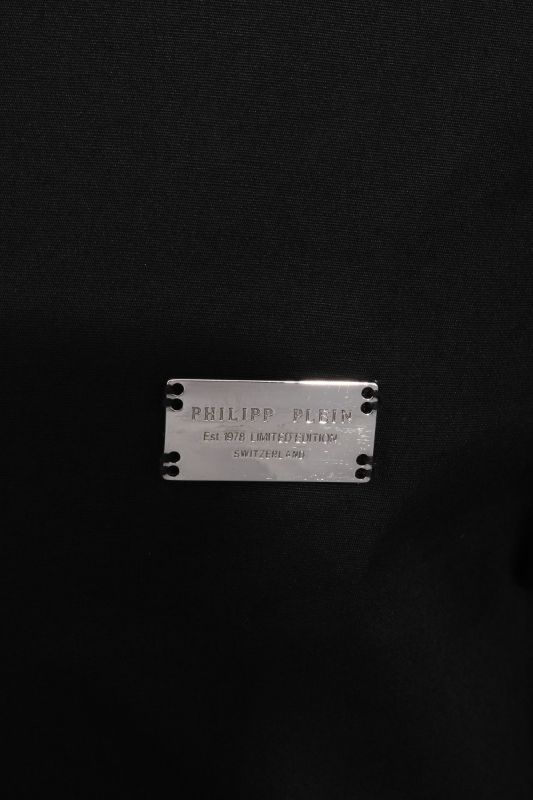 PHILIPP PLEIN
Est 1978 LIMITED EDITION
SWITZERLAND